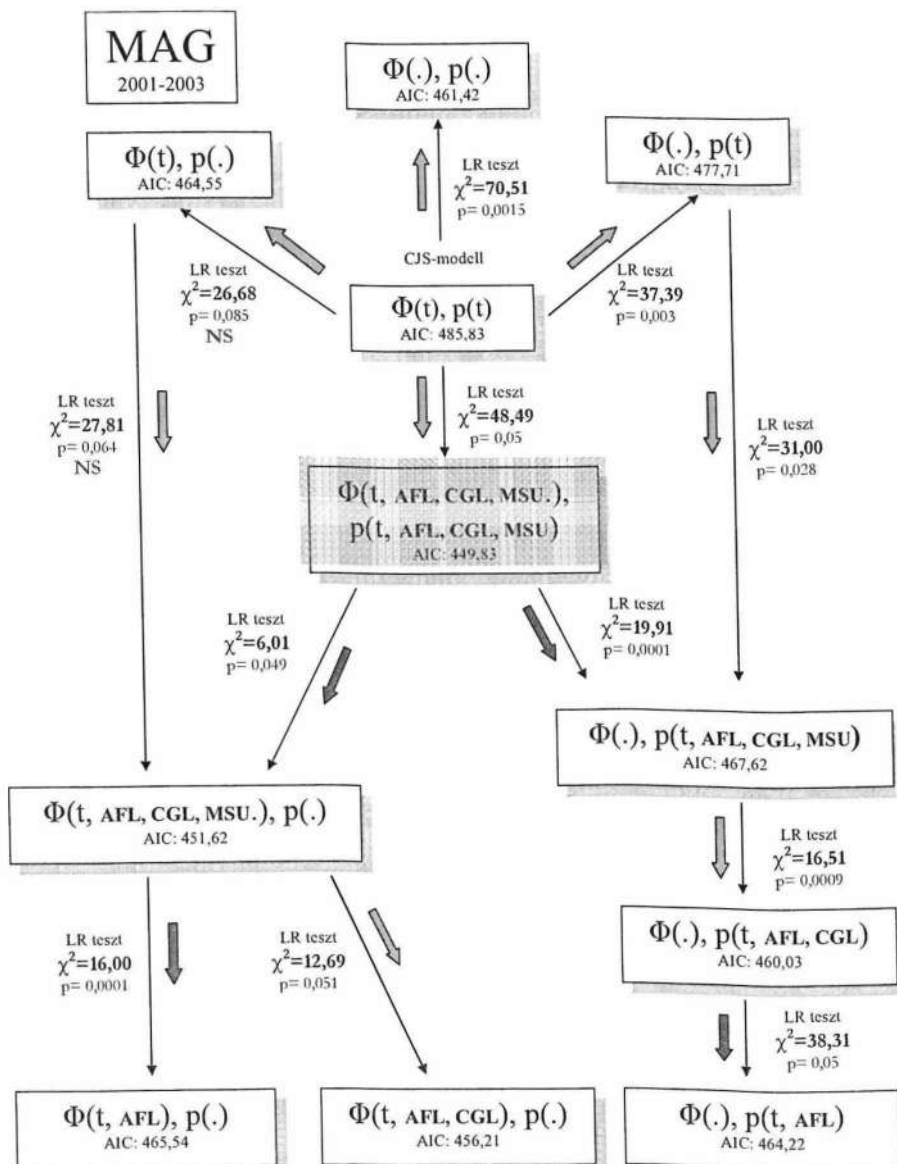 MAG
2001-2003
Φ(.), p(.)
AIC: 461,42
Φ(t), p(.)
AIC: 464,55
LR teszt
χ²=70,51
p= 0,0015
Φ(.), p(t)
AIC: 477,71
CJS-modell
LR teszt
χ²=26,68
p= 0,085
NS
Φ(t), p(t)
AIC: 485,83
LR teszt
χ²=37,39
p= 0,003
LR teszt
χ²=27,81
p= 0,064
NS
LR teszt
χ²=48,49
p= 0,05
LR teszt
χ²=31,00
p= 0,028
Φ(t, AFL, CGL, MSU.),
p(t, AFL, CGL, MSU)
AIC: 449,83
LR teszt
χ²=6,01
p= 0,049
LR teszt
χ²=19,91
p= 0,0001
Φ(.), p(t, AFL, CGL, MSU)
AIC: 467,62
Φ(t, AFL, CGL, MSU.), p(.)
AIC: 451,62
LR teszt
χ²=16,51
p= 0,0009
Φ(.), p(t, AFL, CGL)
AIC: 460,03
LR teszt
χ²=16,00
p= 0,0001
LR teszt
χ²=12,69
p= 0,051
LR teszt
χ²=38,31
p= 0,05
Φ(t, AFL), p(.)
AIC: 465,54
Φ(t, AFL, CGL), p(.)
AIC: 456,21
Φ(.), p(t, AFL)
AIC: 464,22